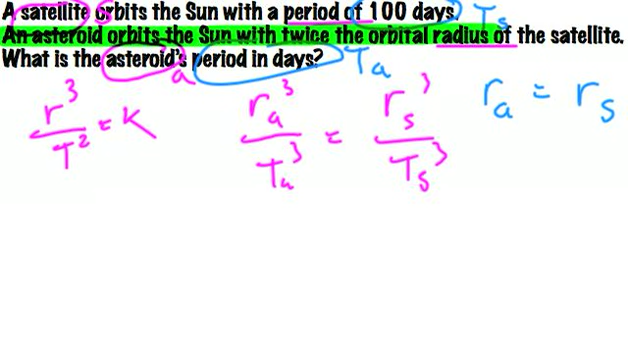 A satellite orbits the Sun with a period of 100 days. Ts
An asteroid orbits the Sun with twice the orbital radius of the satellite.
What is the asteroid's period in days? Ta
a
r³/T² = K ra³/Ta³ = rs³/Ts³ ra = rs